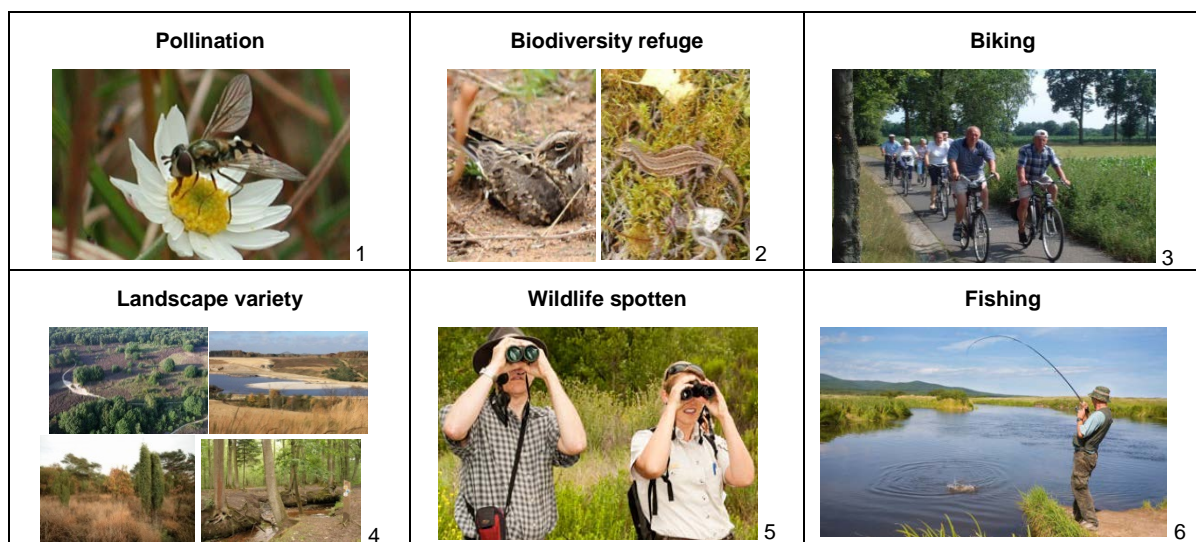 Pollination
1
Biodiversity refuge
2
Biking
3
Landscape variety
4
Wildlife spotten
5
Fishing
6